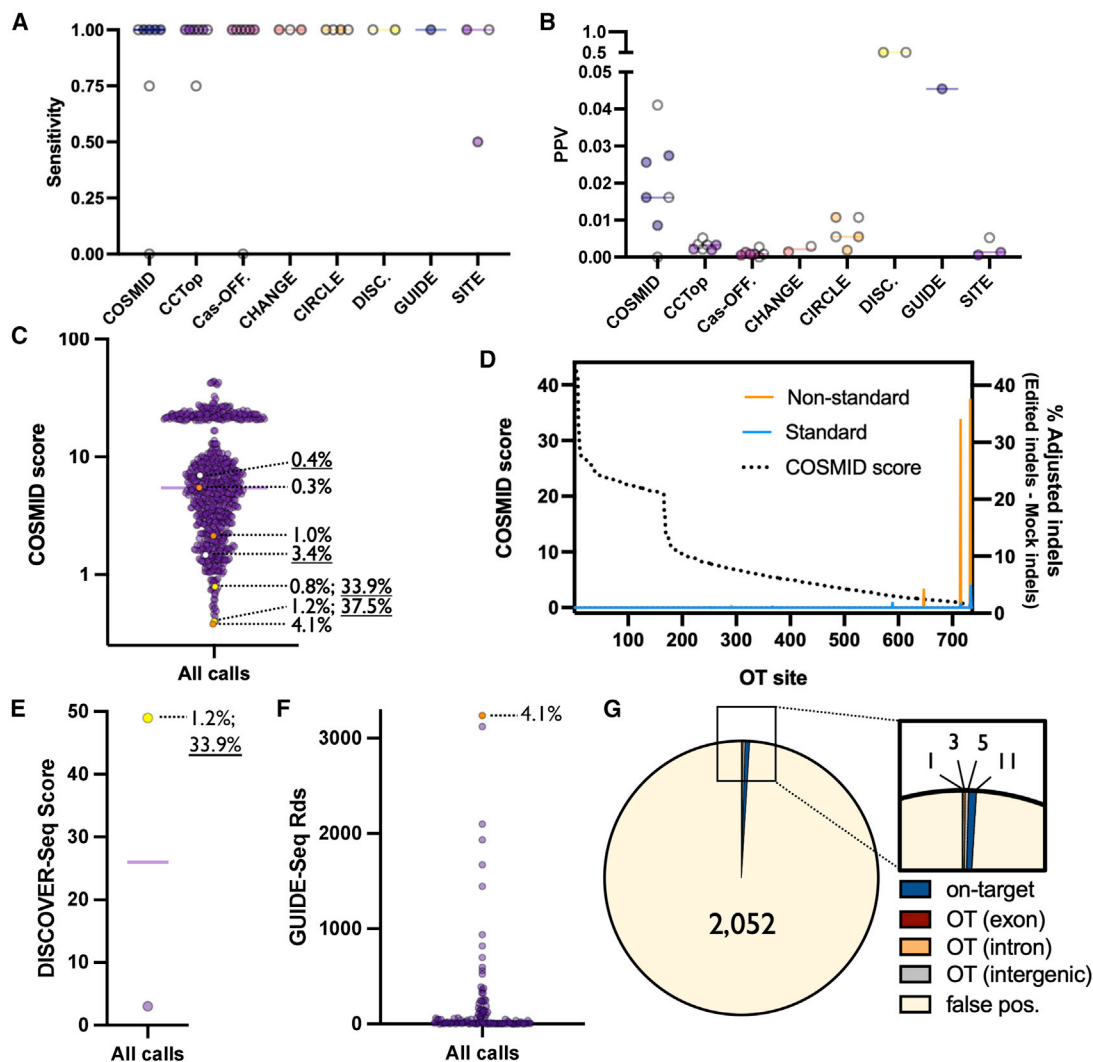 A
Sensitivity
1.00
0.75
0.50
0.25
0.00
COSMID
CCTop
Cas-OFF.
CHANGE
CIRCLE
DISC.
GUIDE
SITE
B
PPV
1.0
0.5
0.05
0.04
0.03
0.02
0.01
0.00
COSMID
CCTop
Cas-OFF.
CHANGE
CIRCLE
DISC.
GUIDE
SITE
C
COSMID score
100
10
1
0.4%
0.3%
1.0%
3.4%
0.8%; 33.9%
1.2%; 37.5%
4.1%
All calls
D
COSMID score
40
30
20
10
0
Non-standard
Standard
COSMID score
40
30
20
10
0
% Adjusted indels
(Edited indels - Mock indels)
100
200
300
400
500
600
700
OT site
E
DISCOVER-Seq Score
50
40
30
20
10
0
1.2%;
33.9%
All calls
F
GUIDE-Seq Rds
3000
2000
1000
0
4.1%
All calls
G
2,052
1
3
5
11
on-target
OT (exon)
OT (intron)
OT (intergenic)
false pos.